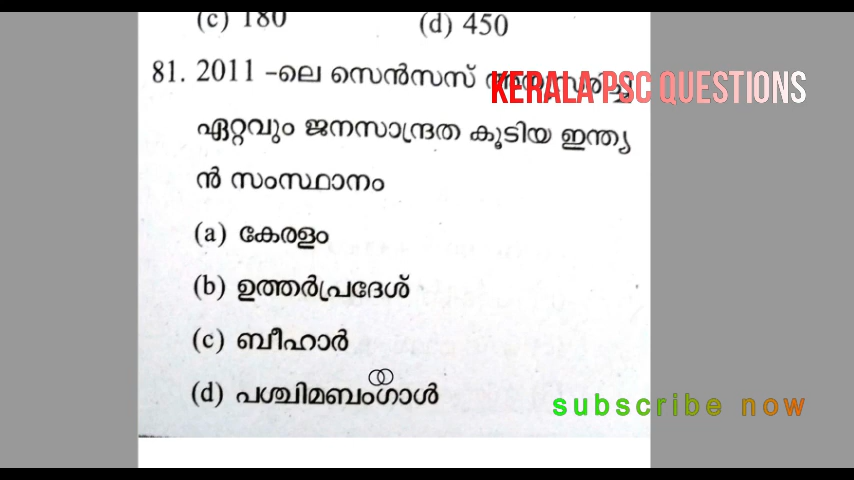 (c) 180 (d) 450
81. 2011 -ലെ സെൻസസ്
KERALA PSC QUESTIONS
ഏറ്റവും ജനസാന്ദ്രത കൂടിയ ഇന്ത്യ
ൻ സംസ്ഥാനം
(a) കേരളം
(b) ഉത്തർപ്രദേശ്
(c) ബീഹാർ
(d) പശ്ചിമബംഗാൾ
subscribe now